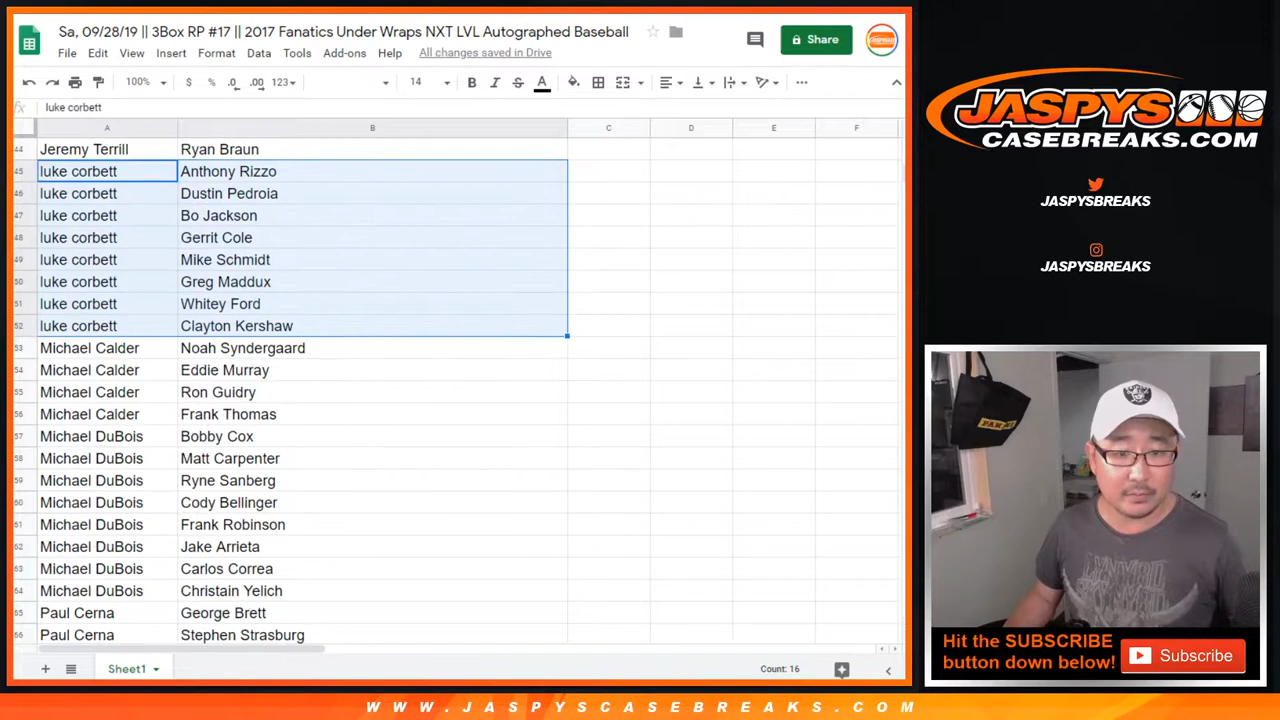 Sa, 09/28/19 || 3Box RP #17 || 2017 Fanatics Under Wraps NXT LVL Autographed Baseball
File Edit View Insert Format Data Tools Add-ons Help All changes saved in Drive
Share
100% $ % .0 .00 123 14 B I S A
fx luke corbett
A B C D E F
44 Jeremy Terrill Ryan Braun
45 luke corbett Anthony Rizzo
46 luke corbett Dustin Pedroia
47 luke corbett Bo Jackson
48 luke corbett Gerrit Cole
49 luke corbett Mike Schmidt
50 luke corbett Greg Maddux
51 luke corbett Whitey Ford
52 luke corbett Clayton Kershaw
53 Michael Calder Noah Syndergaard
54 Michael Calder Eddie Murray
55 Michael Calder Ron Guidry
56 Michael Calder Frank Thomas
57 Michael DuBois Bobby Cox
58 Michael DuBois Matt Carpenter
59 Michael DuBois Ryne Sanberg
60 Michael DuBois Cody Bellinger
61 Michael DuBois Frank Robinson
62 Michael DuBois Jake Arrieta
63 Michael DuBois Carlos Correa
64 Michael DuBois Christain Yelich
65 Paul Cerna George Brett
66 Paul Cerna Stephen Strasburg
Sheet1
Count: 16
JASPYS
CASEBREAKS.COM
JASPYSBREAKS
JASPYSBREAKS
Hit the SUBSCRIBE
button down below!
Subscribe
WWW.JASPYSCASEBREAKS.COM